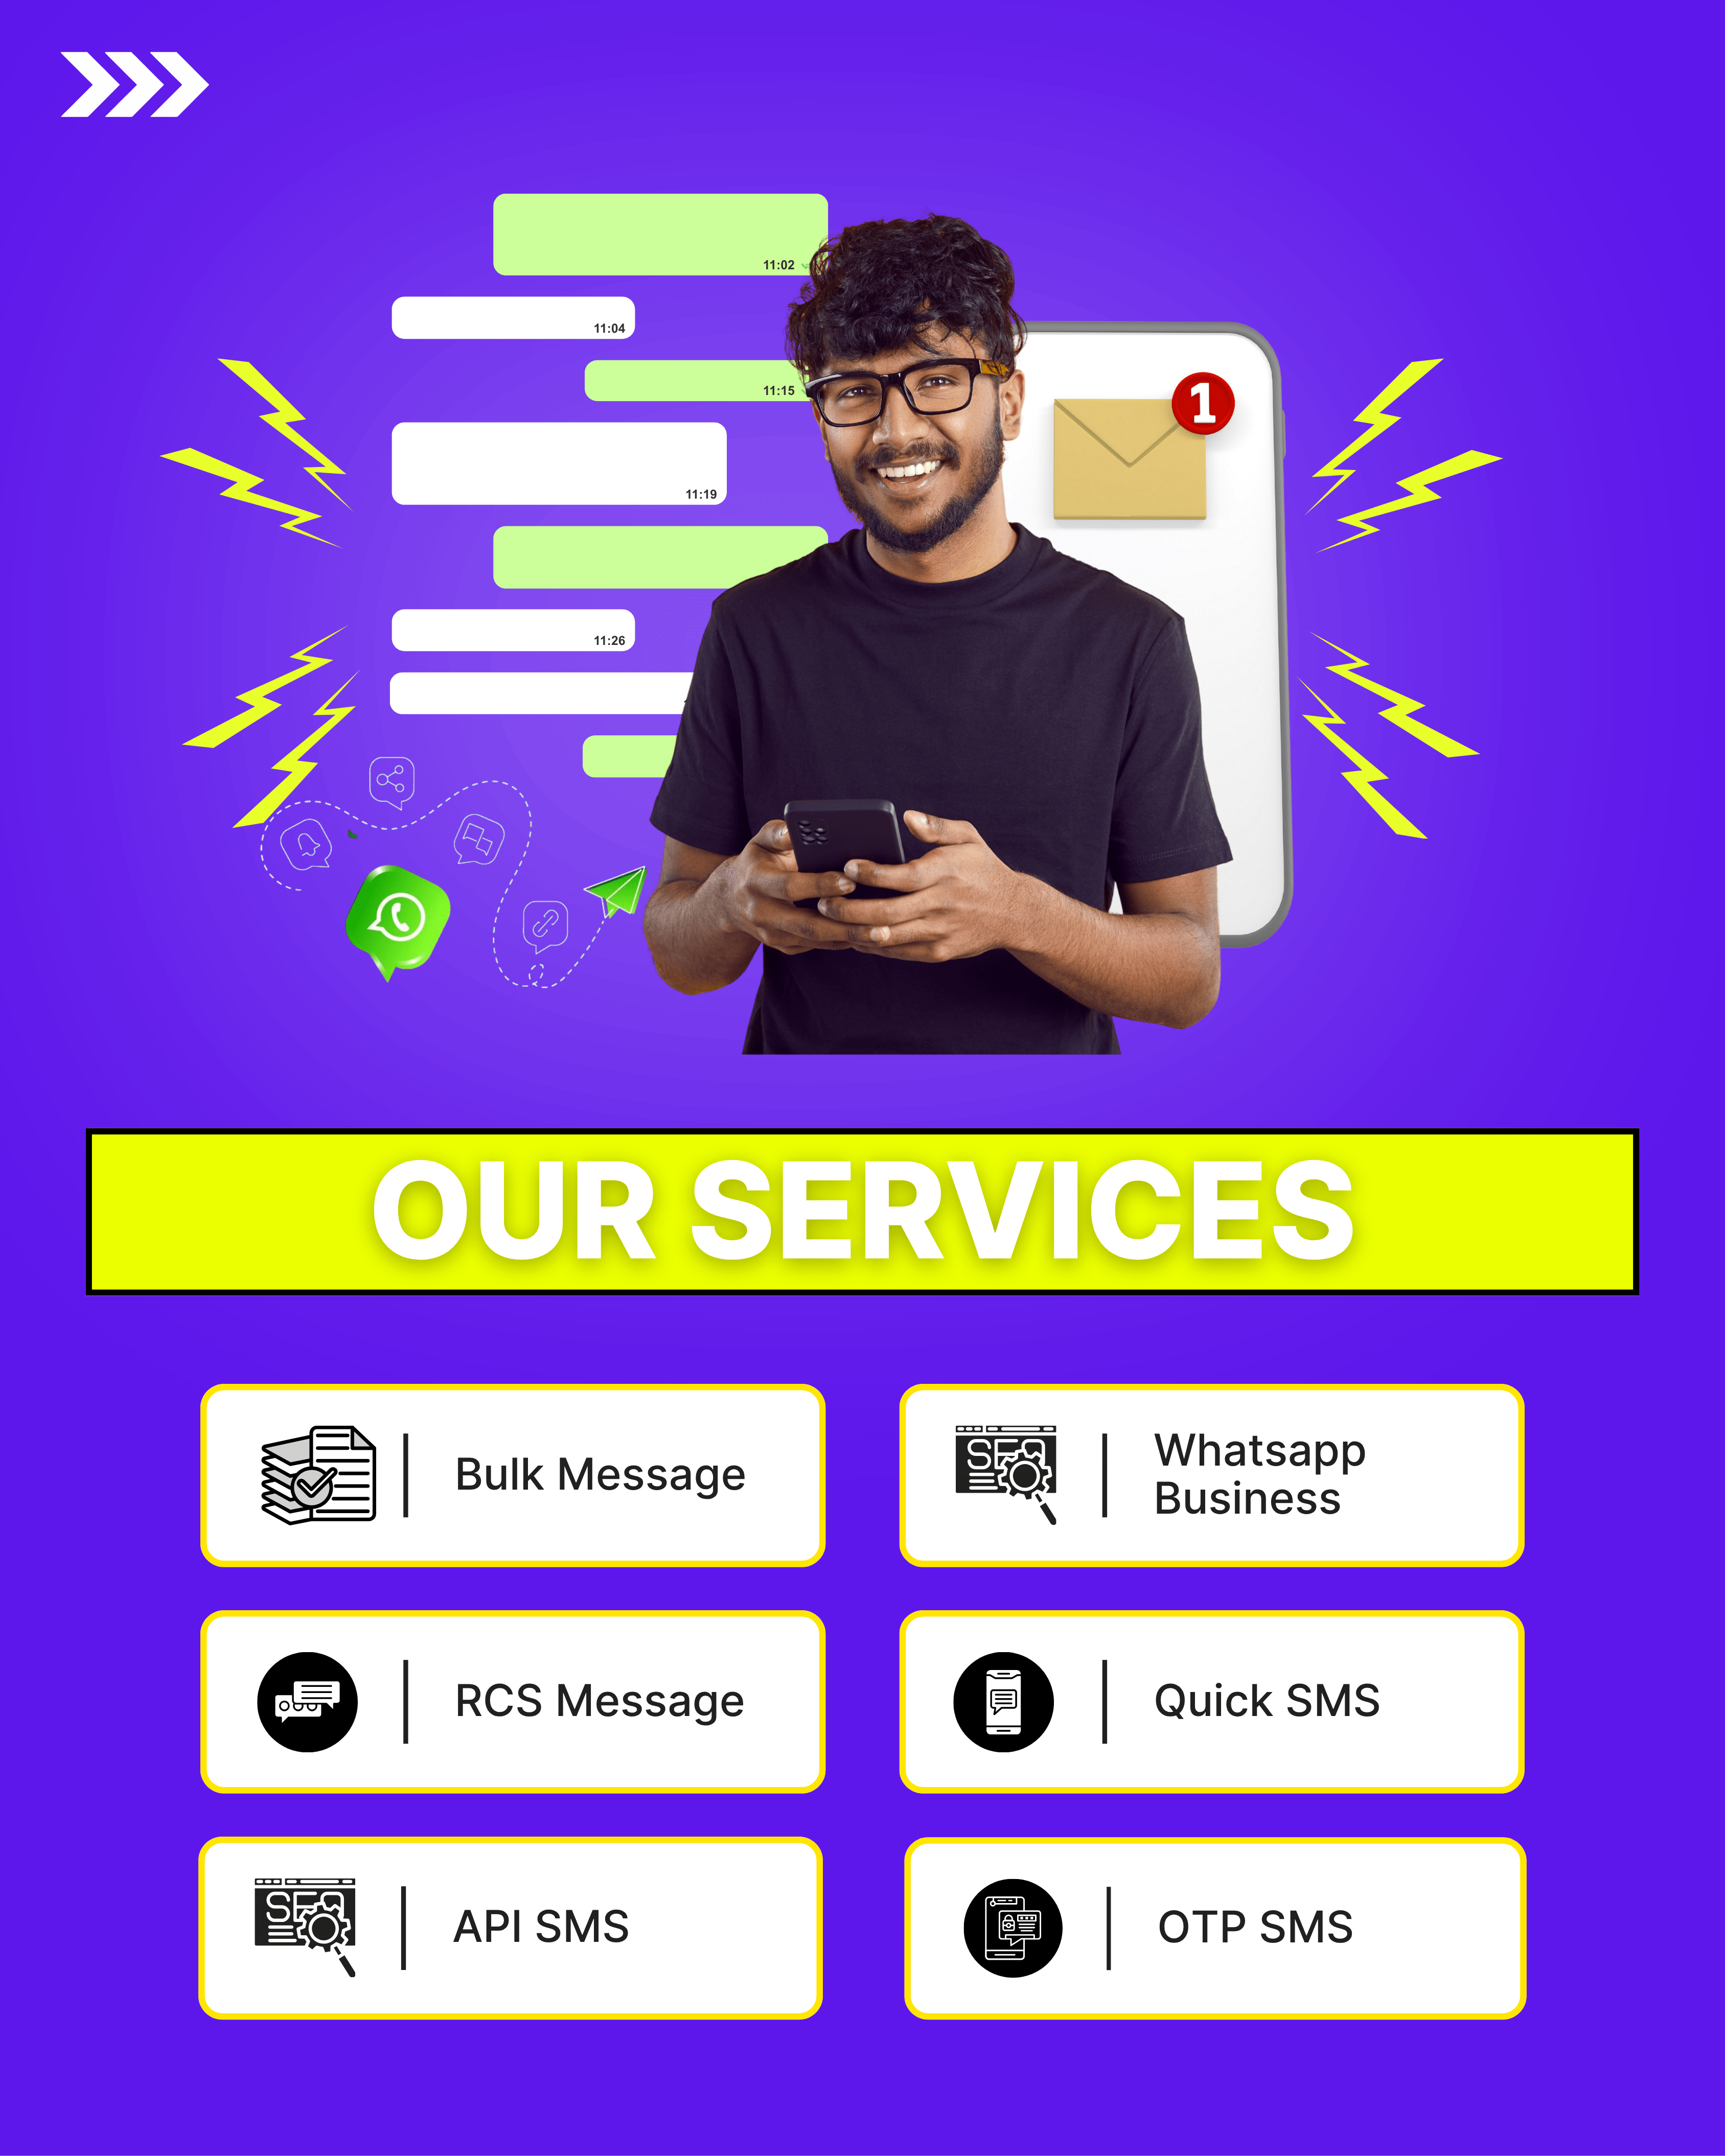 11:02
11:04
11:15
1
11:19
11:26
OUR SERVICES
Bulk Message
Whatsapp
Business
RCS Message
Quick SMS
API SMS
OTP SMS